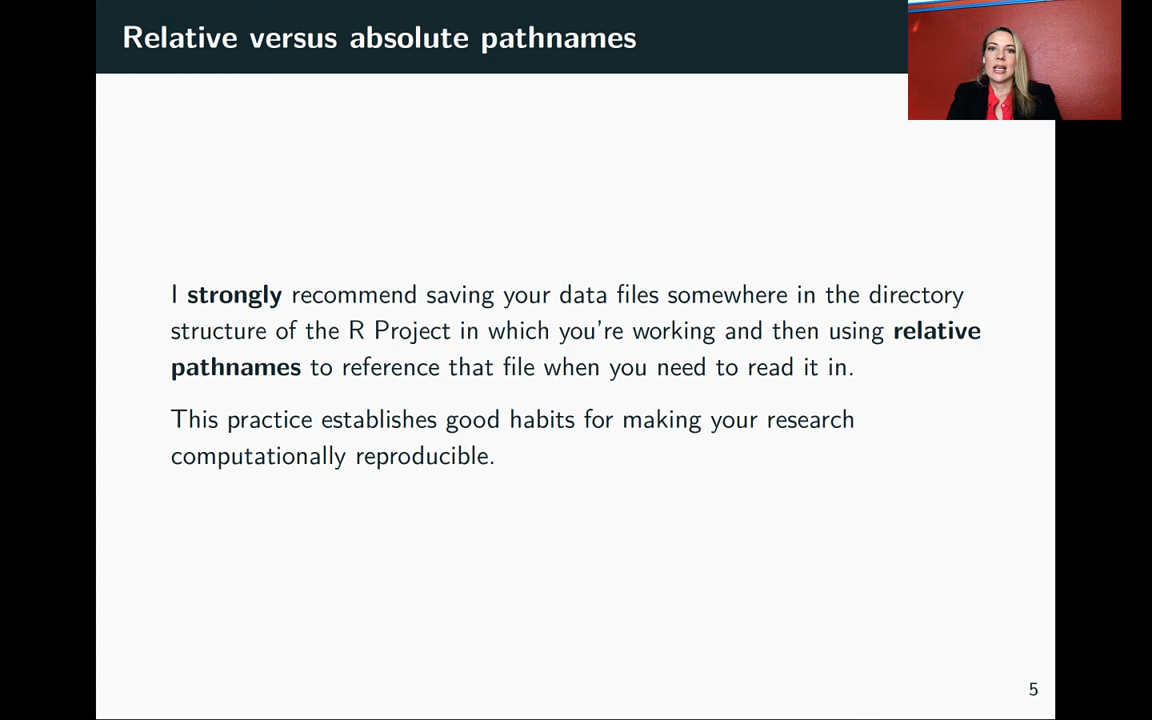 Relative versus absolute pathnames
I strongly recommend saving your data files somewhere in the directory
structure of the R Project in which you're working and then using relative
pathnames to reference that file when you need to read it in.
This practice establishes good habits for making your research
computationally reproducible.
5